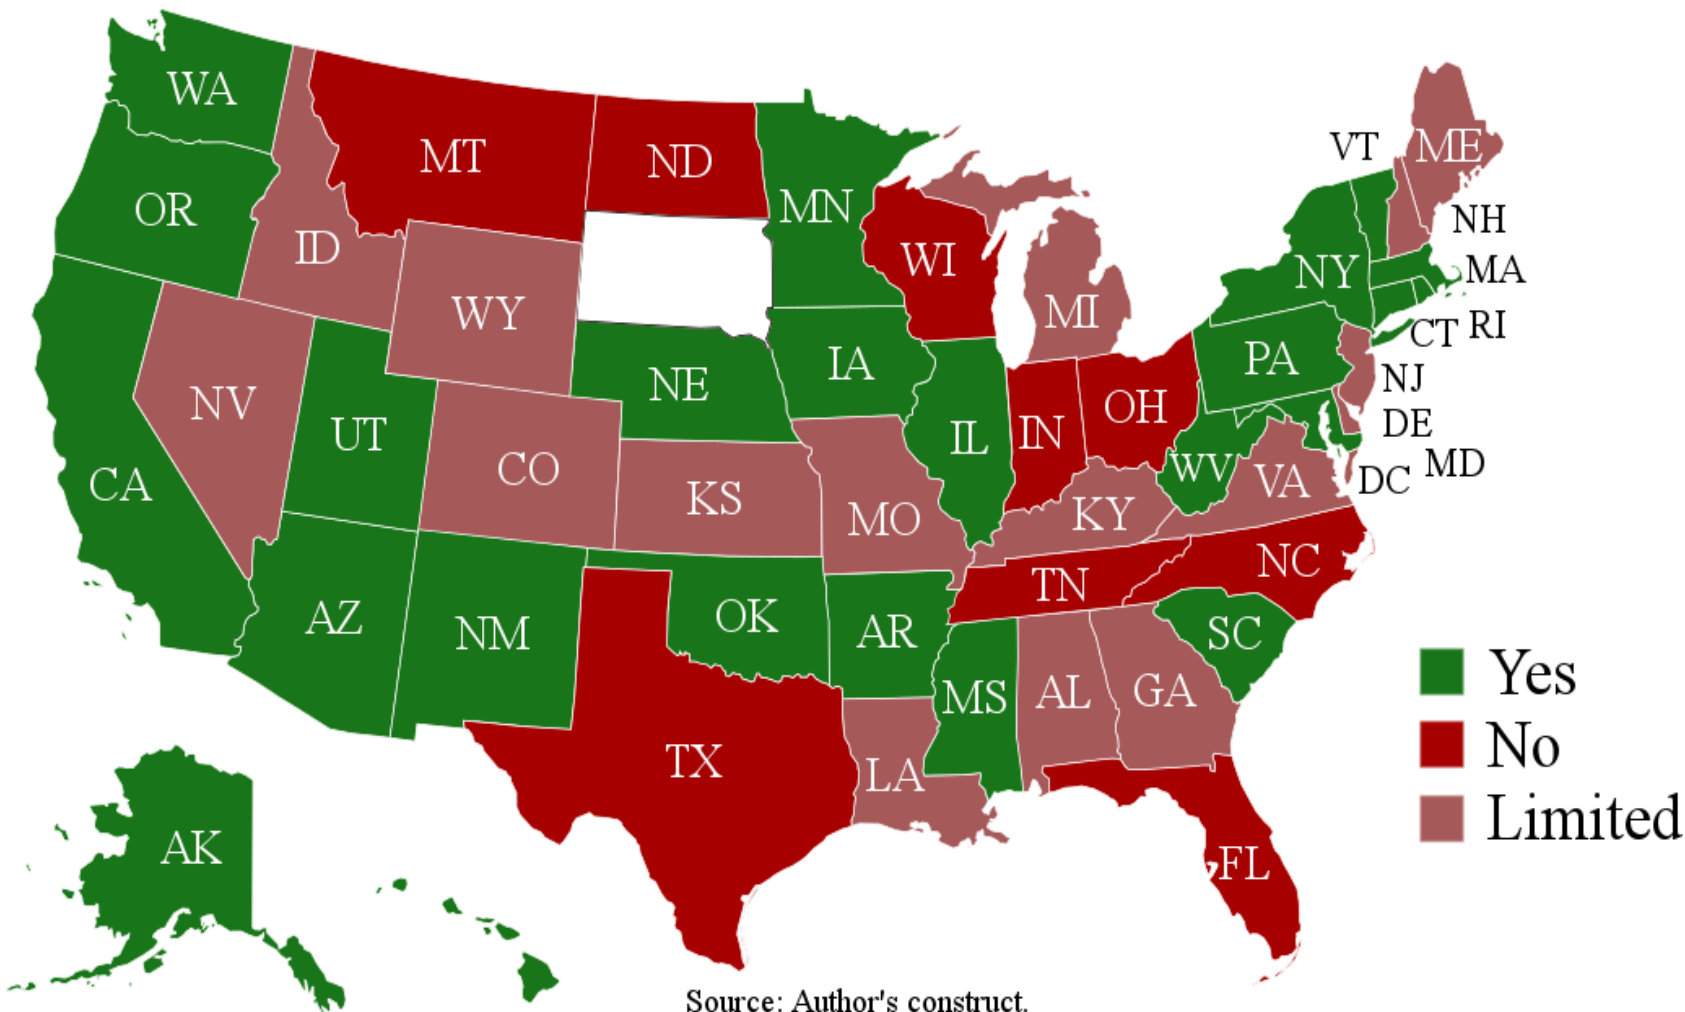 WA
MT
ND
MN
VT
ME
OR
ID
WI
NH
NY
MA
WY
MI
CT
RI
IA
PA
NE
NJ
NV
UT
IL
IN
OH
DE
CO
CA
KS
WV
VA
MD
DC
MO
KY
NC
TN
AZ
NM
OK
AR
SC
MS
AL
GA
Yes
TX
LA
No
Limited
AK
FL
Source: Author's construct.